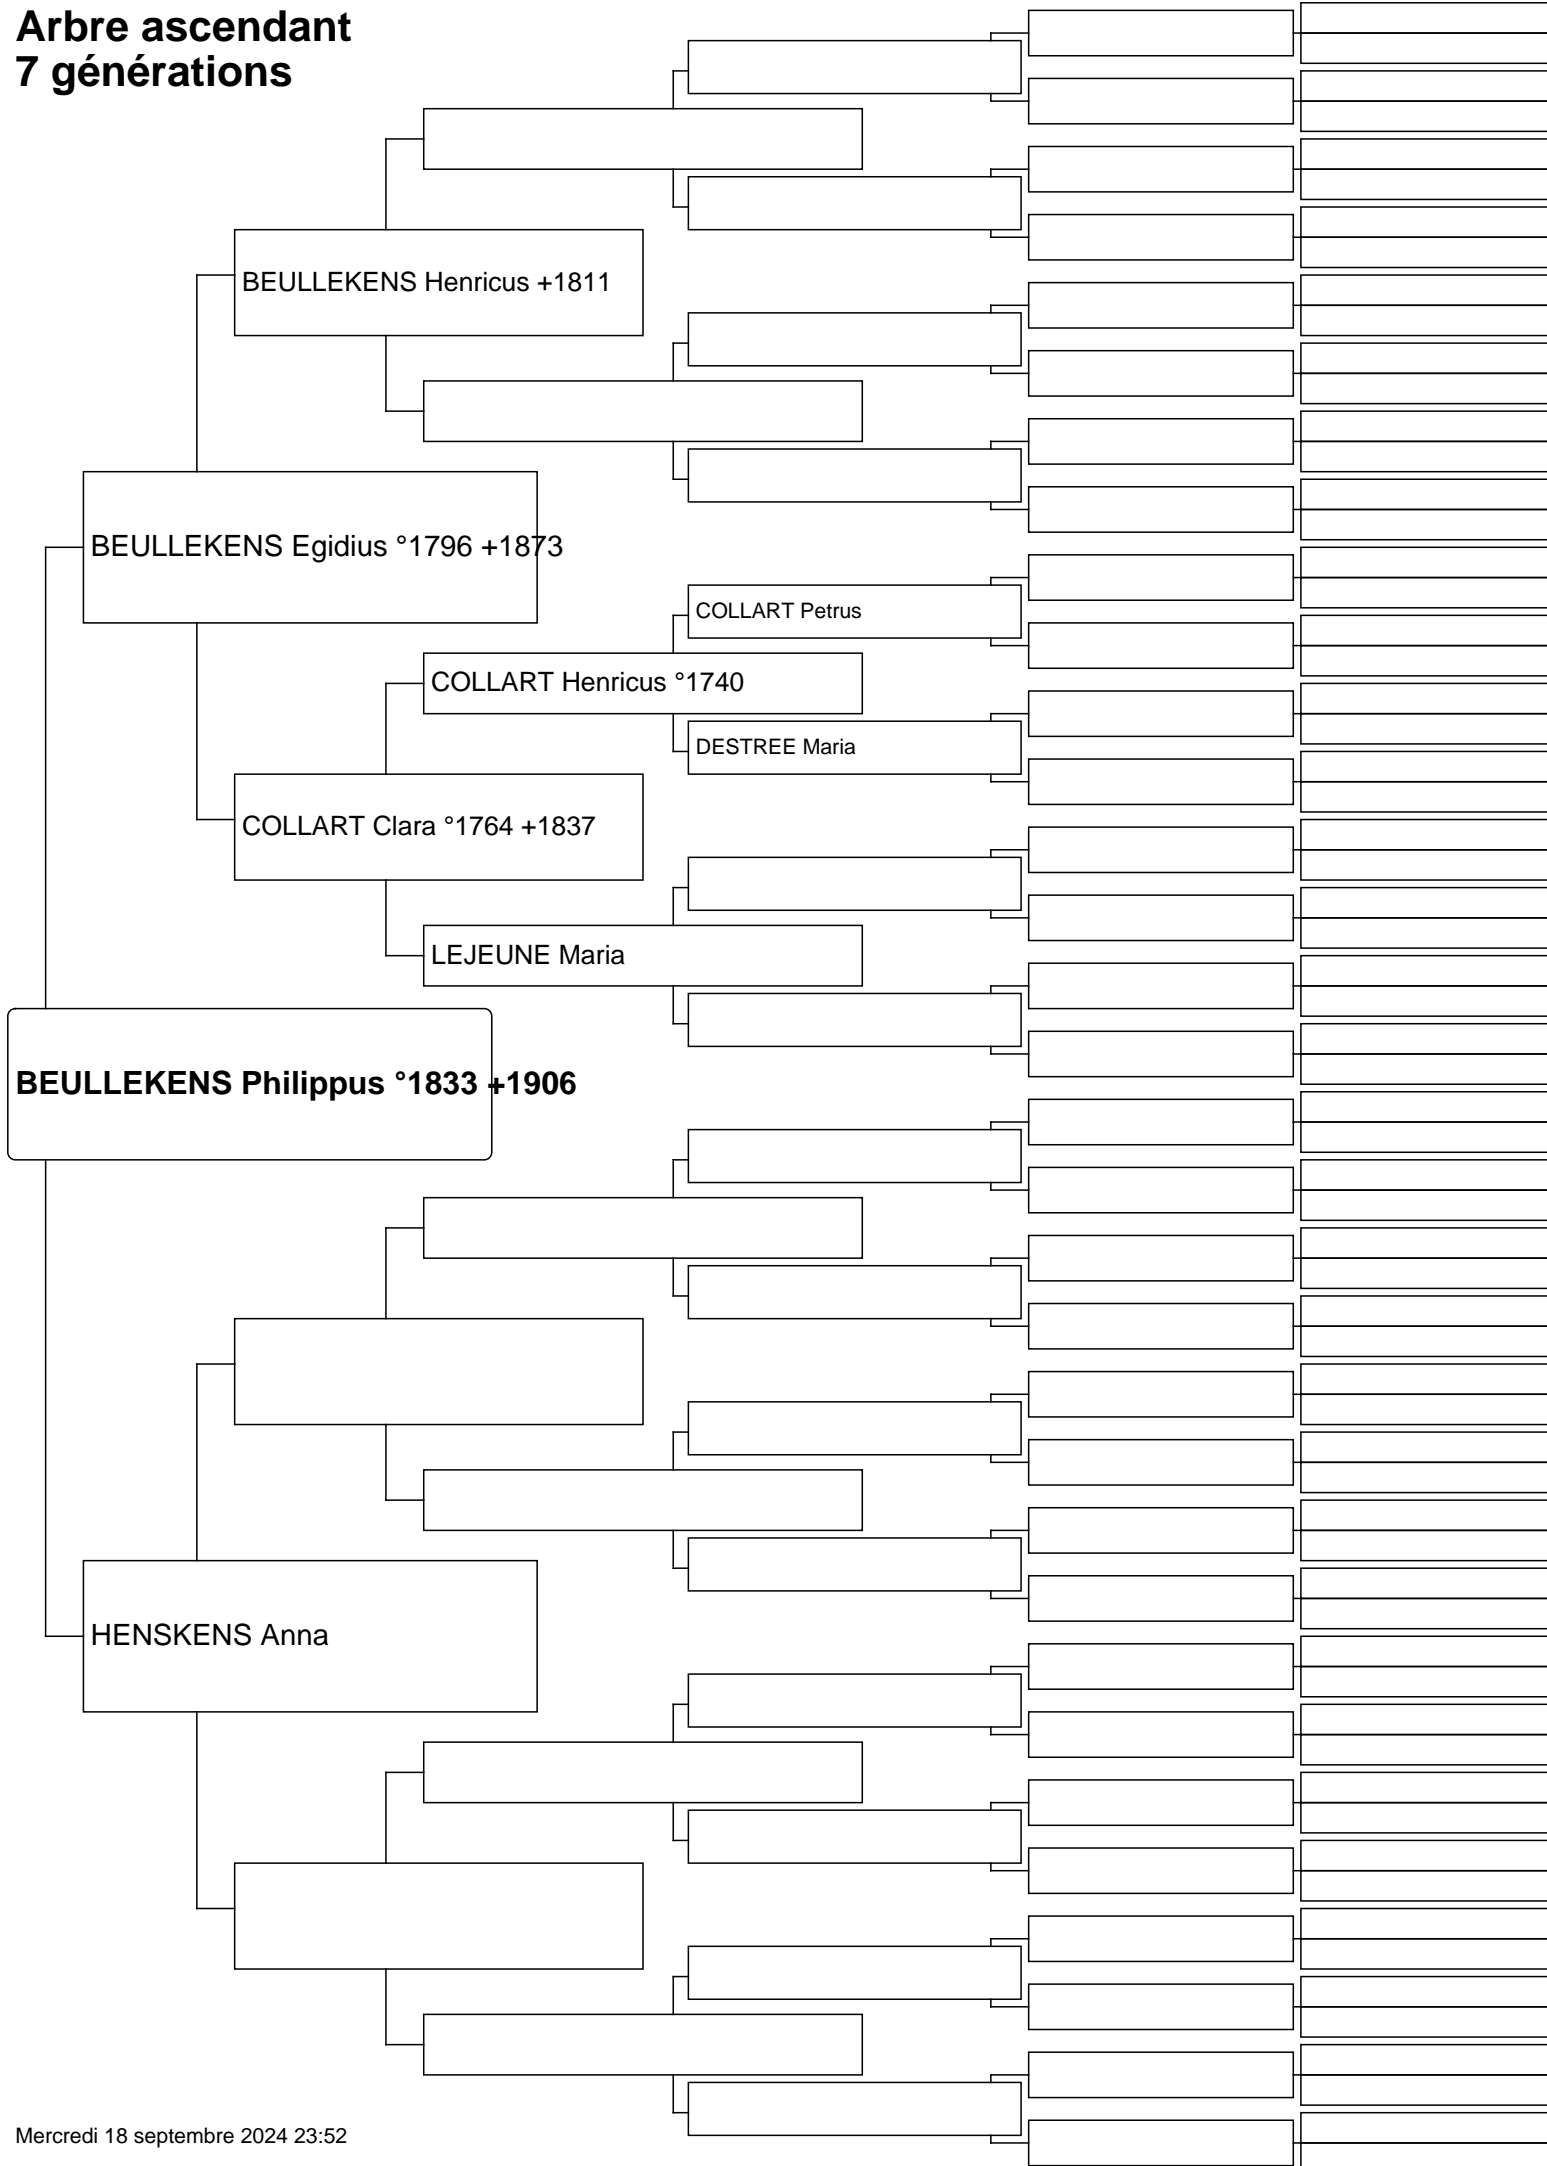 Arbre ascendant
7 générations
BEULLEKENS Henricus +1811
BEULLEKENS Egidius °1796 +1873
COLLART Petrus
COLLART Henricus °1740
DESTREE Maria
COLLART Clara °1764 +1837
LEJEUNE Maria
BEULLEKENS Philippus °1833 +1906
HENSKENS Anna
Mercredi 18 septembre 2024 23:52